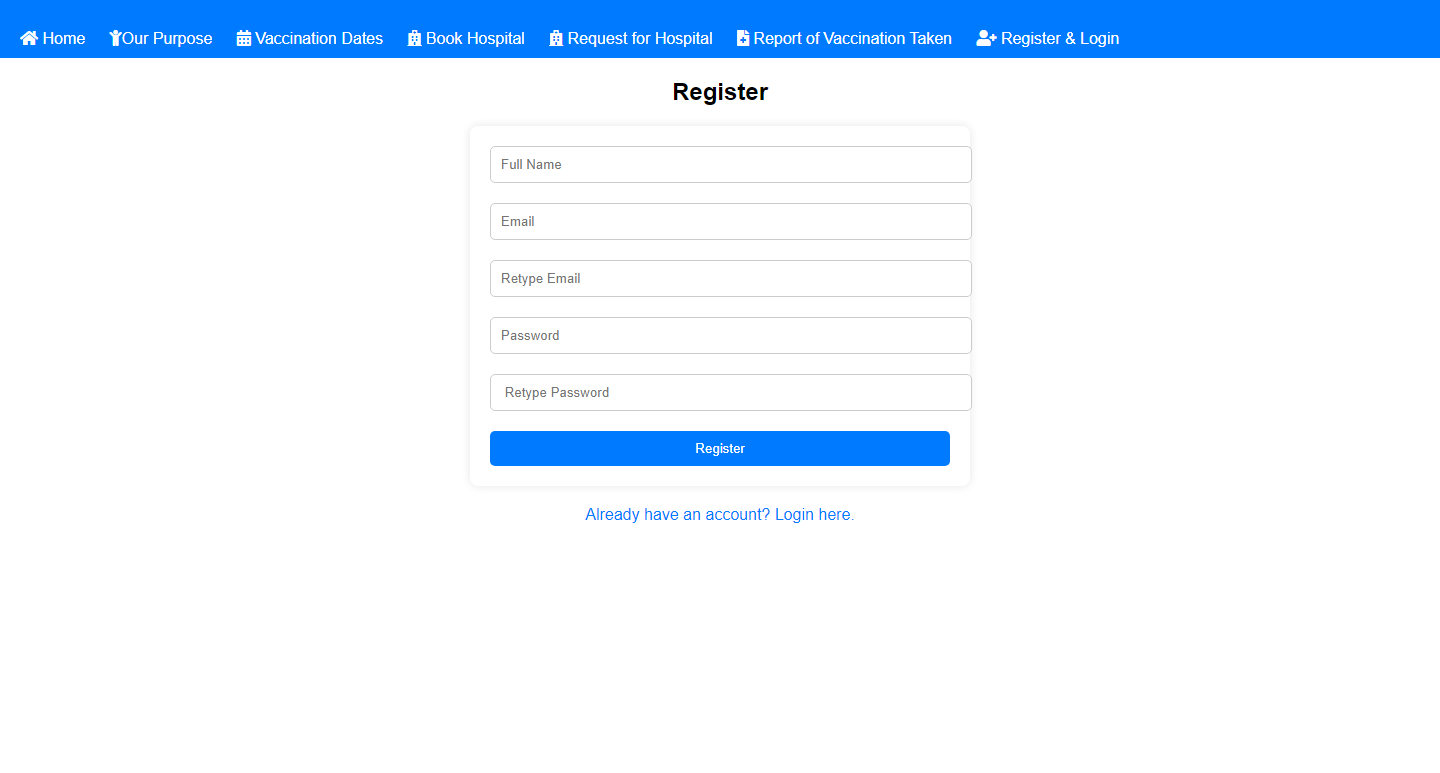 Home Our Purpose Vaccination Dates Book Hospital Request for Hospital Report of Vaccination Taken Register & Login
Register
Full Name
Email
Retype Email
Password
Retype Password
Register
Already have an account? Login here.